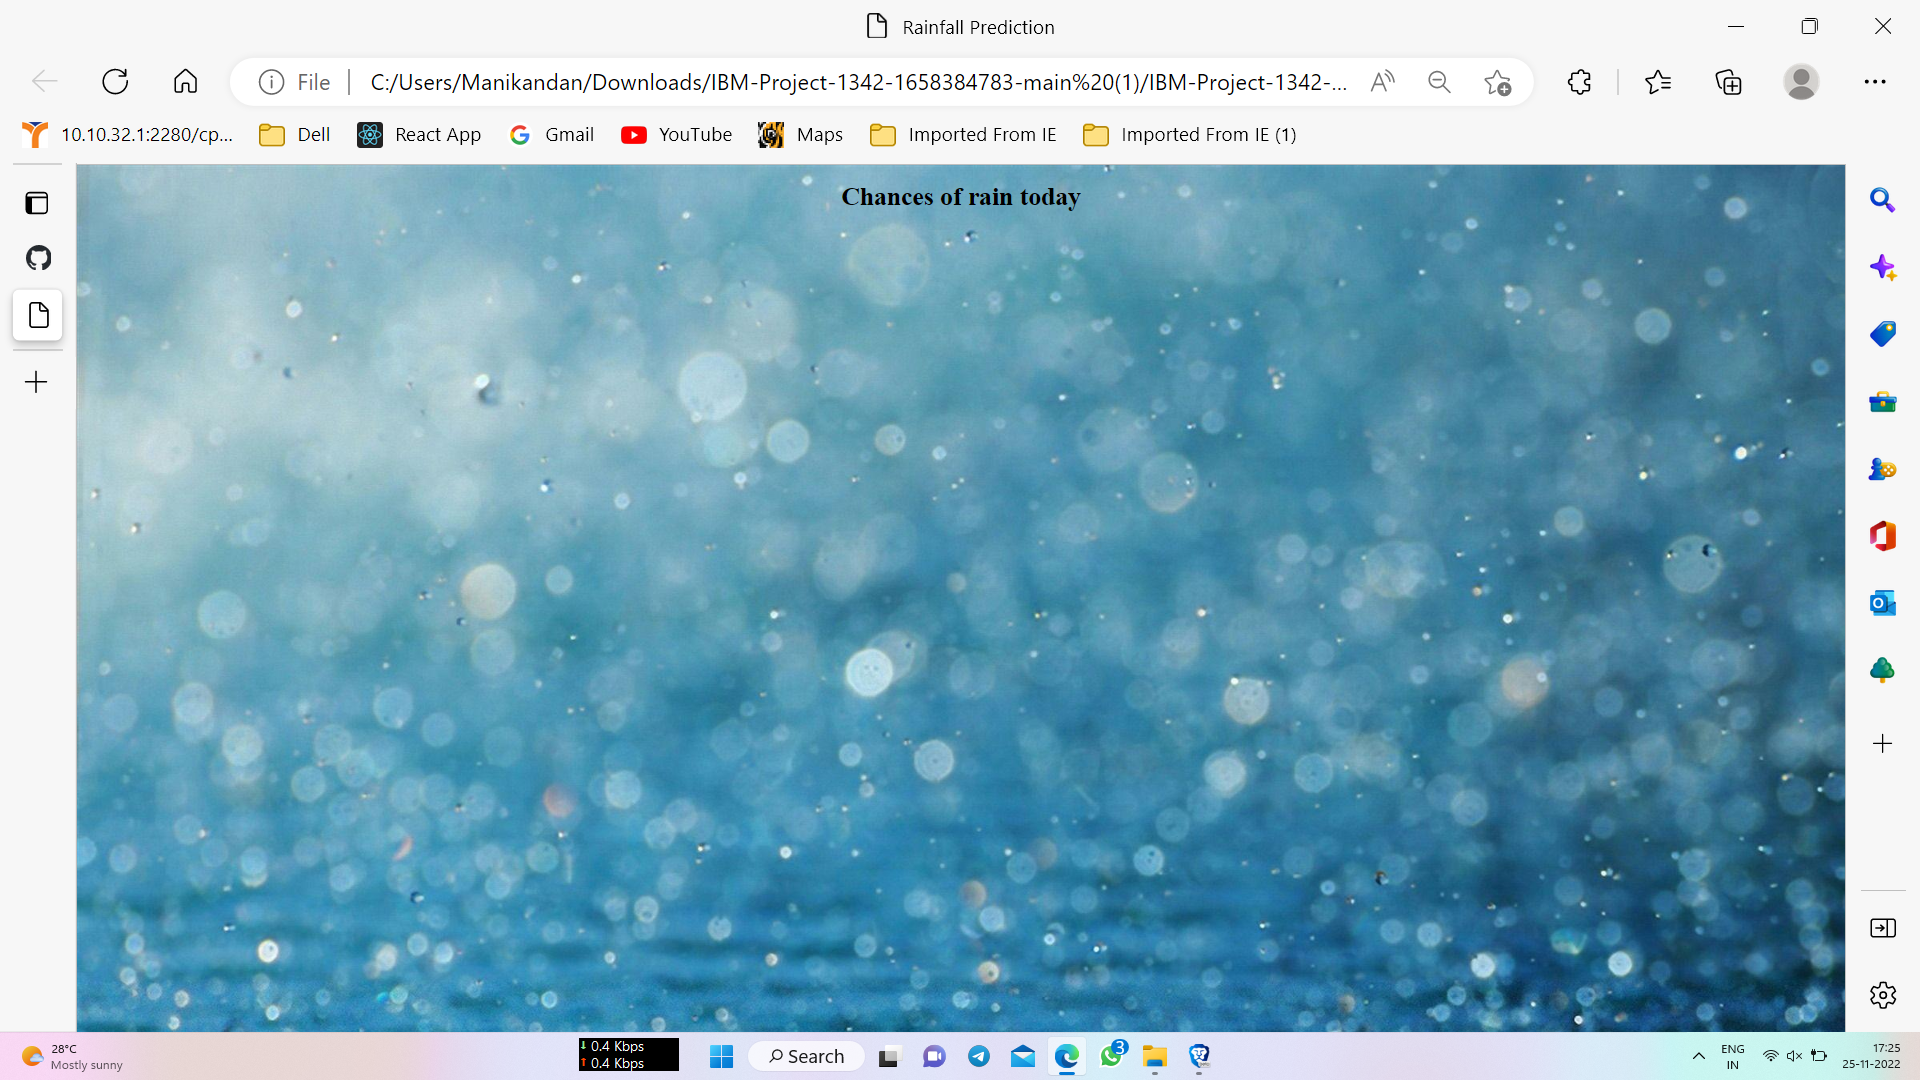 Rainfall Prediction
File
C:/Users/Manikandan/Downloads/IBM-Project-1342-1658384783-main%20(1)/IBM-Project-1342-...
10.10.32.1:2280/cp...
Dell
React App
Gmail
YouTube
Maps
Imported From IE
Imported From IE (1)
Chances of rain today
28°C
Mostly sunny
0.4 Kbps
0.4 Kbps
Search
3
ENG
IN
17:25
25-11-2022